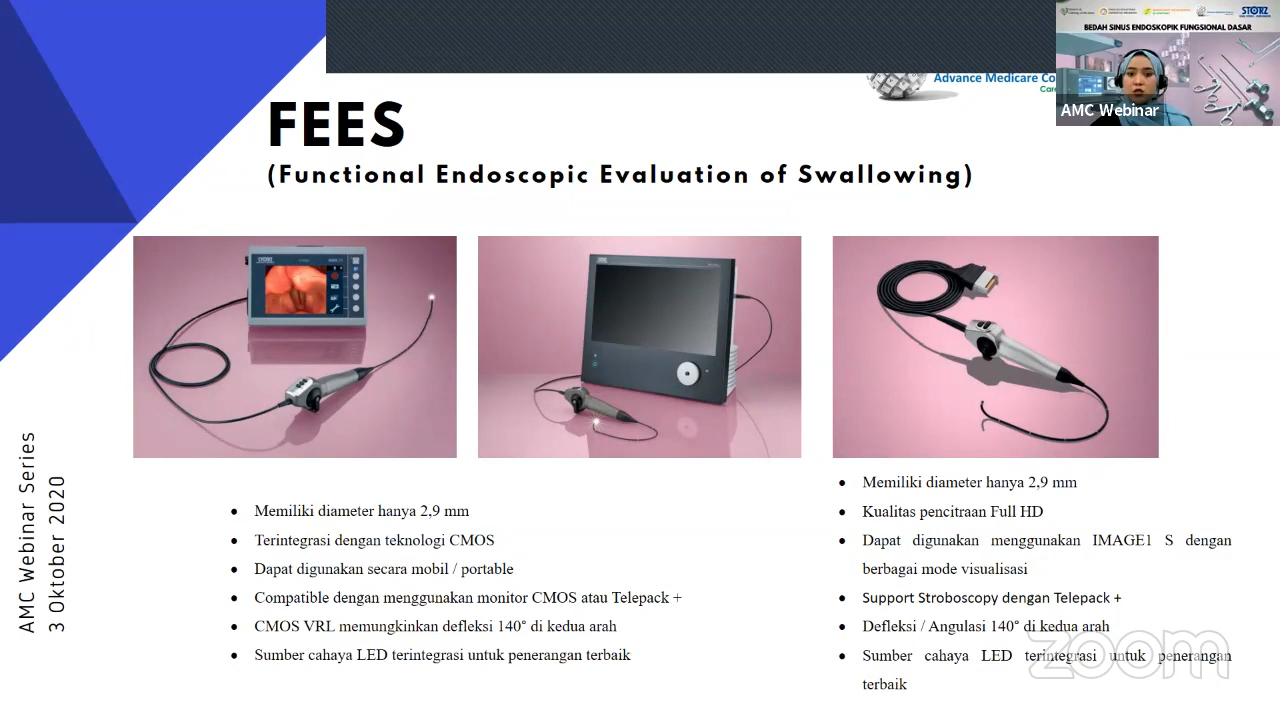 STORZ
BEDAH SINUS ENDOSKOPIK FUNGSIONAL DASAR
AMC Webinar
Advance Medicare Co
Care
FEES
(Functional Endoscopic Evaluation of Swallowing)
STORZ
Memiliki diameter hanya 2,9 mm
Terintegrasi dengan teknologi CMOS
Dapat digunakan secara mobil / portable
Compatible dengan menggunakan monitor CMOS atau Telepack +
CMOS VRL memungkinkan defleksi 140° di kedua arah
Sumber cahaya LED terintegrasi untuk penerangan terbaik
Memiliki diameter hanya 2,9 mm
Kualitas pencitraan Full HD
Dapat digunakan menggunakan IMAGE1 S dengan
berbagai mode visualisasi
Support Stroboscopy dengan Telepack +
Defleksi / Angulasi 140° di kedua arah
Sumber cahaya LED terintegrasi untuk penerangan
terbaik
AMC Webinar Series
3 Oktober 2020
zoom